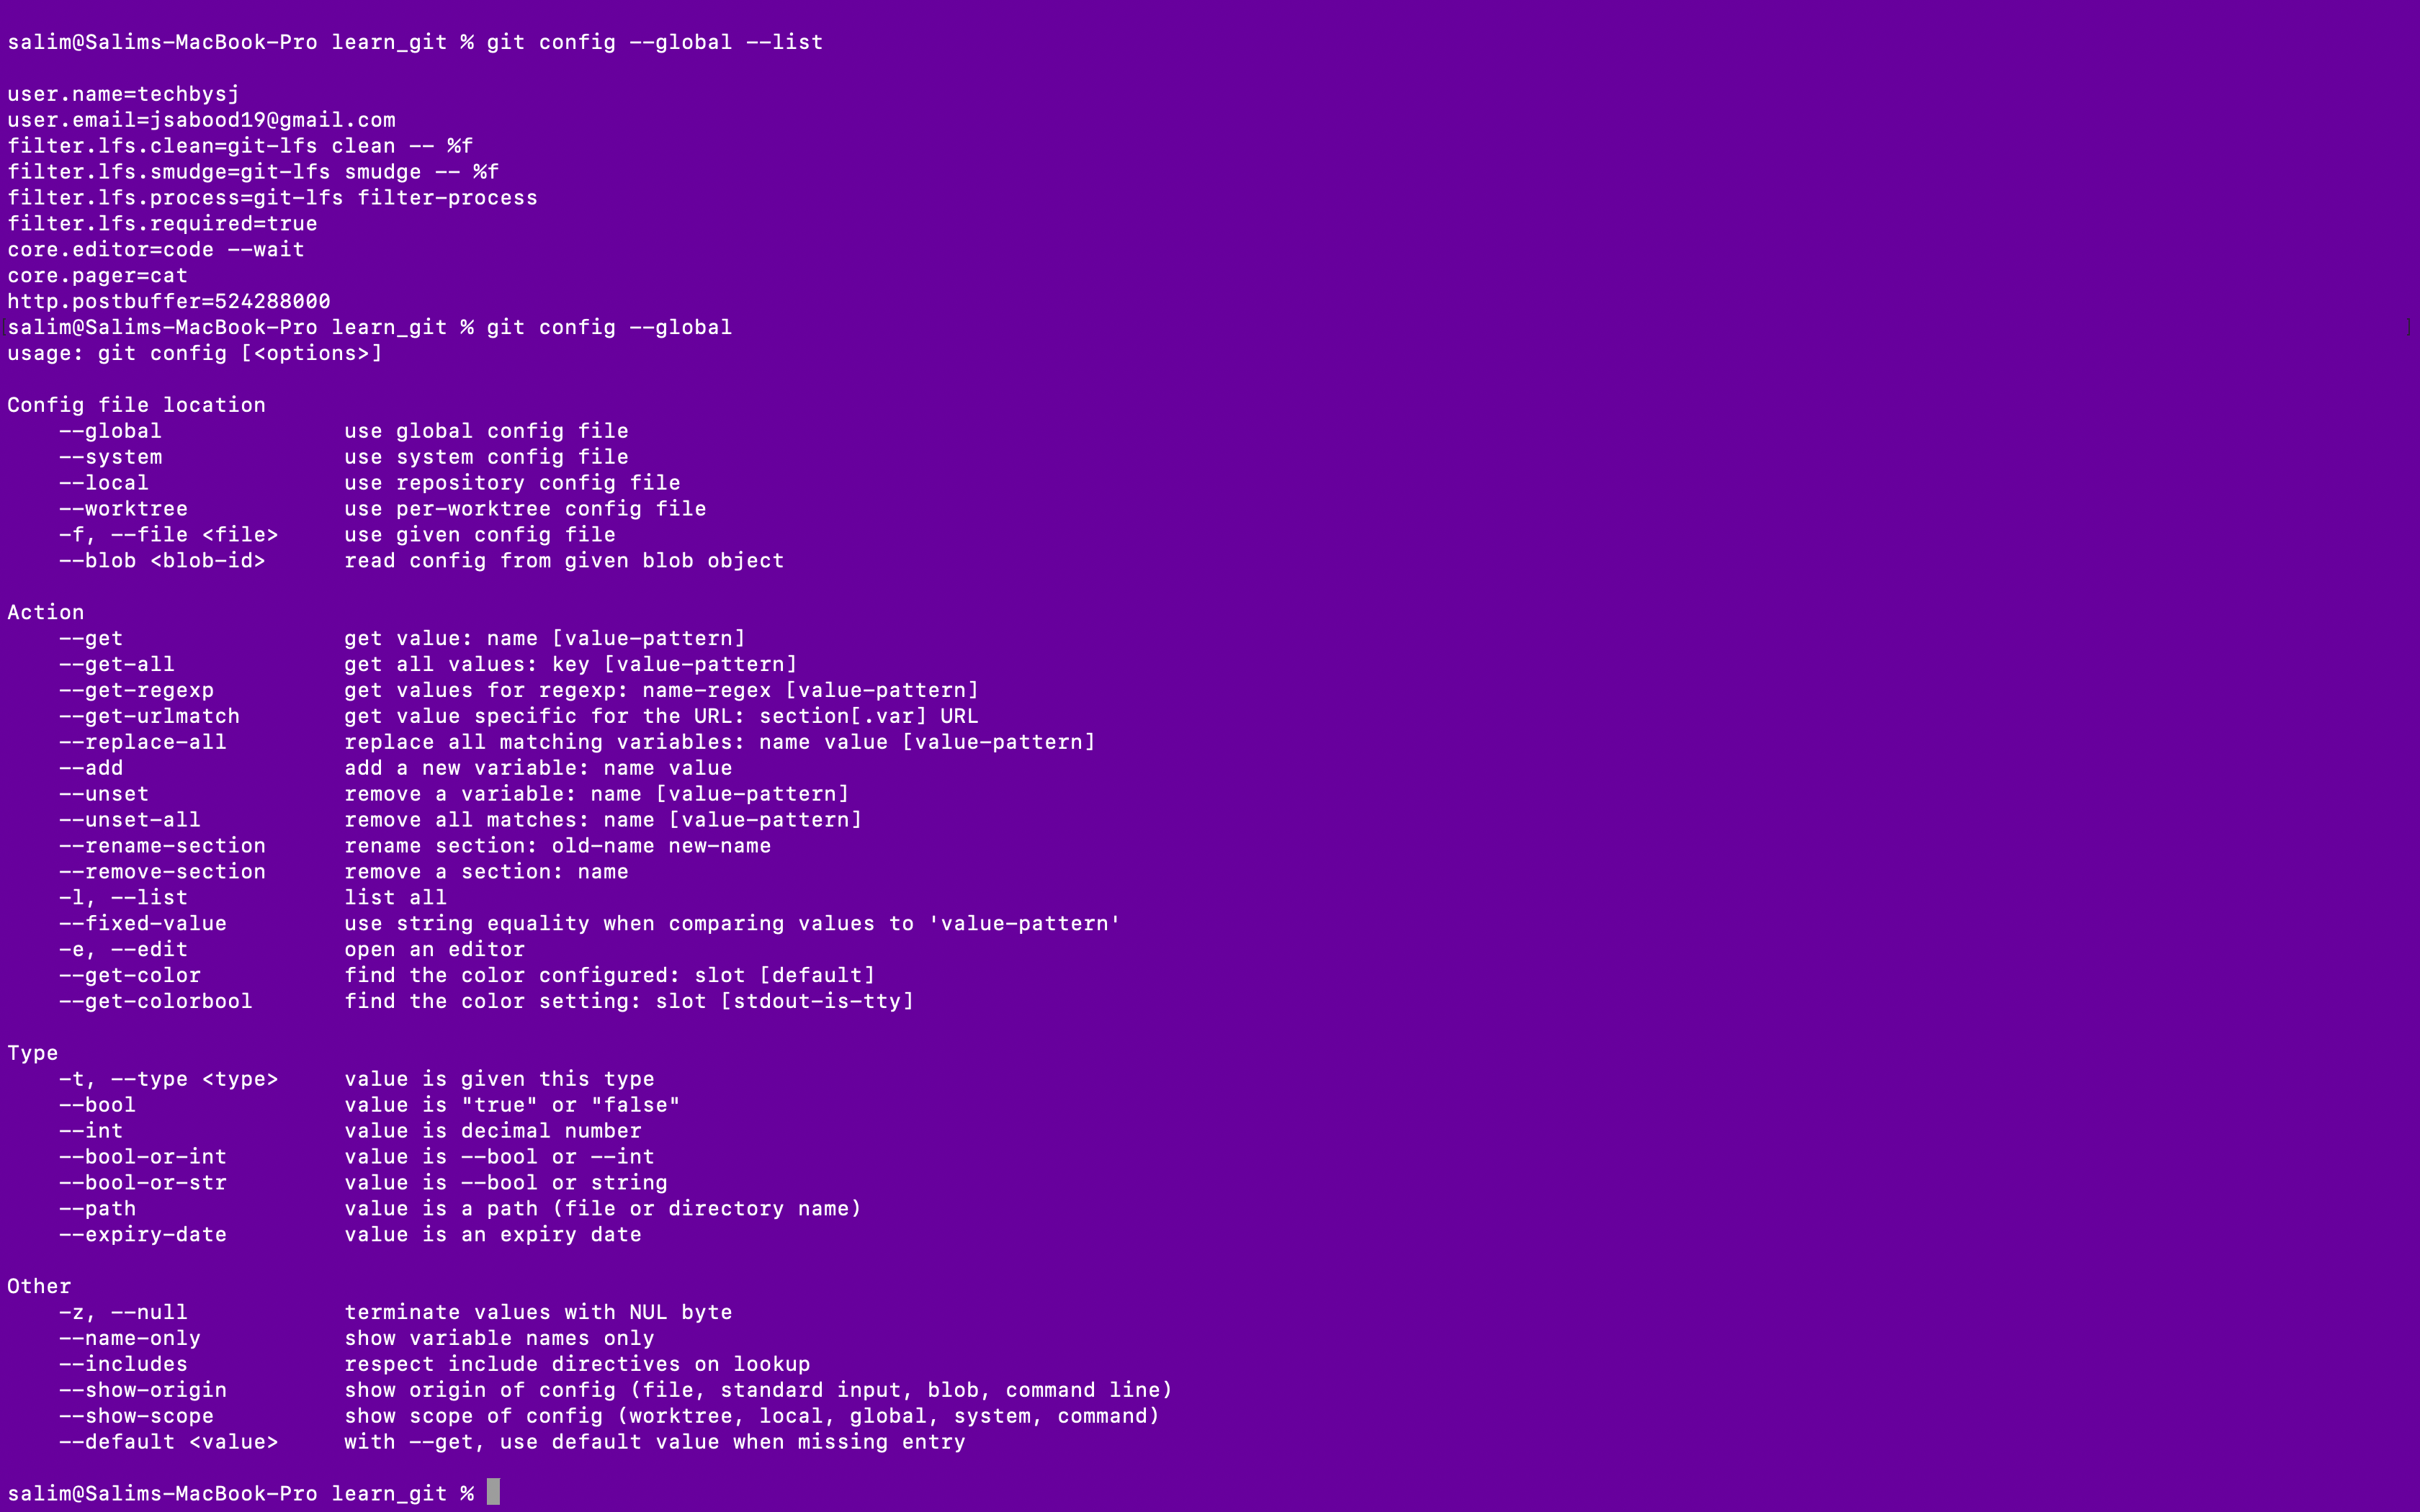 salim@Salims-MacBook-Pro learn_git % git config --global --list
user.name=techbysj
user.email=jsabood19@gmail.com
filter.lfs.clean=git-lfs clean -- %f
filter.lfs.smudge=git-lfs smudge -- %f
filter.lfs.process=git-lfs filter-process
filter.lfs.required=true
core.editor=code --wait
core.pager=cat
http.postbuffer=524288000
salim@Salims-MacBook-Pro learn_git % git config --global
usage: git config [<options>]
Config file location
    --global              use global config file
    --system              use system config file
    --local               use repository config file
    --worktree            use per-worktree config file
    -f, --file <file>     use given config file
    --blob <blob-id>      read config from given blob object
Action
    --get                 get value: name [value-pattern]
    --get-all             get all values: key [value-pattern]
    --get-regexp          get values for regexp: name-regex [value-pattern]
    --get-urlmatch        get value specific for the URL: section[.var] URL
    --replace-all         replace all matching variables: name value [value-pattern]
    --add                 add a new variable: name value
    --unset               remove a variable: name [value-pattern]
    --unset-all           remove all matches: name [value-pattern]
    --rename-section      rename section: old-name new-name
    --remove-section      remove a section: name
    -l, --list            list all
    --fixed-value         use string equality when comparing values to 'value-pattern'
    -e, --edit            open an editor
    --get-color           find the color configured: slot [default]
    --get-colorbool       find the color setting: slot [stdout-is-tty]
Type
    -t, --type <type>     value is given this type
    --bool                value is "true" or "false"
    --int                 value is decimal number
    --bool-or-int         value is --bool or --int
    --bool-or-str         value is --bool or string
    --path                value is a path (file or directory name)
    --expiry-date         value is an expiry date
Other
    -z, --null            terminate values with NUL byte
    --name-only           show variable names only
    --includes            respect include directives on lookup
    --show-origin         show origin of config (file, standard input, blob, command line)
    --show-scope          show scope of config (worktree, local, global, system, command)
    --default <value>     with --get, use default value when missing entry
salim@Salims-MacBook-Pro learn_git %